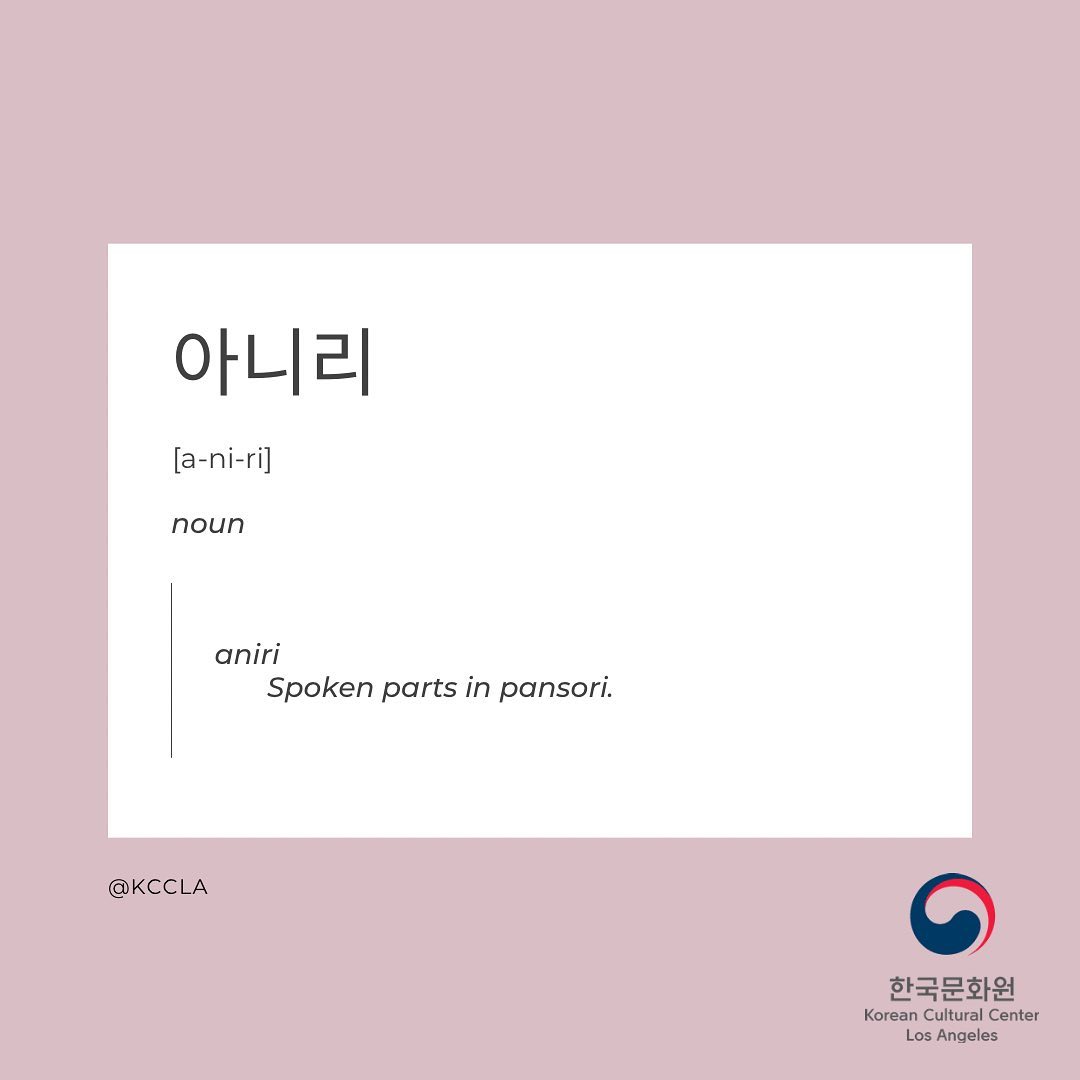 아니리
[a-ni-ri]
noun
aniri
Spoken parts in pansori.
@KCCLA
한국문화원
Korean Cultural Center
Los Angeles